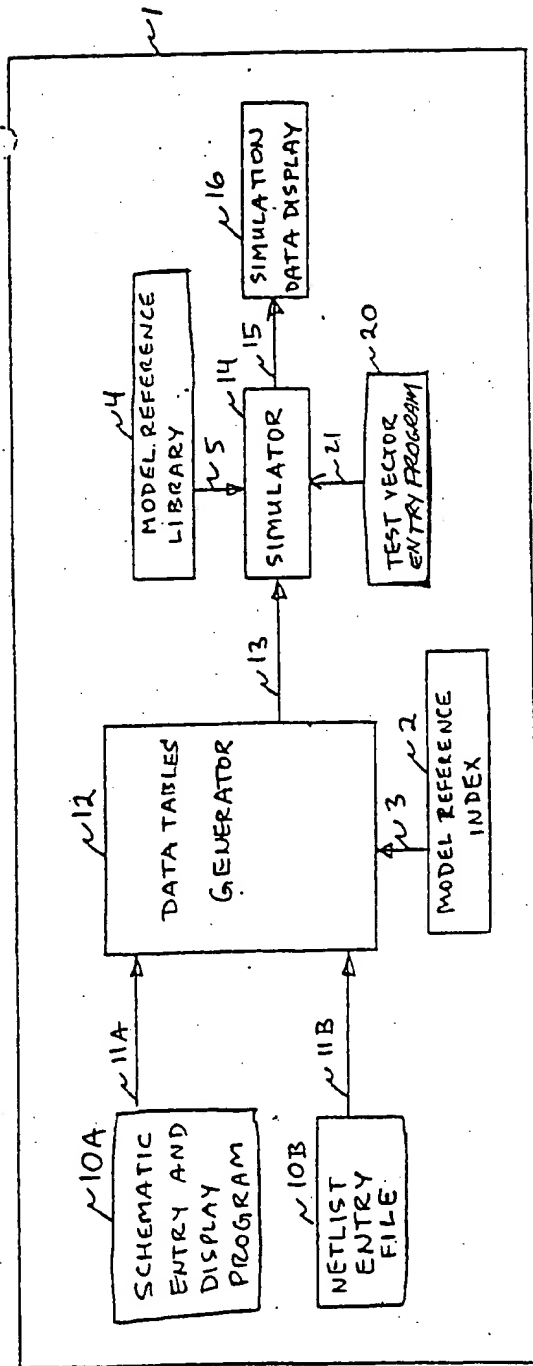 1
10A
SCHEMATIC
ENTRY AND
DISPLAY
PROGRAM
11A
10B
NETLIST
ENTRY
FILE
11B
12
DATA TABLES
GENERATOR
3
2
MODEL REFERENCE
INDEX
13
4
MODEL REFERENCE
LIBRARY
5
14
SIMULATOR
15
21
20
TEST VECTOR
ENTRY PROGRAM
16
SIMULATION
DATA DISPLAY